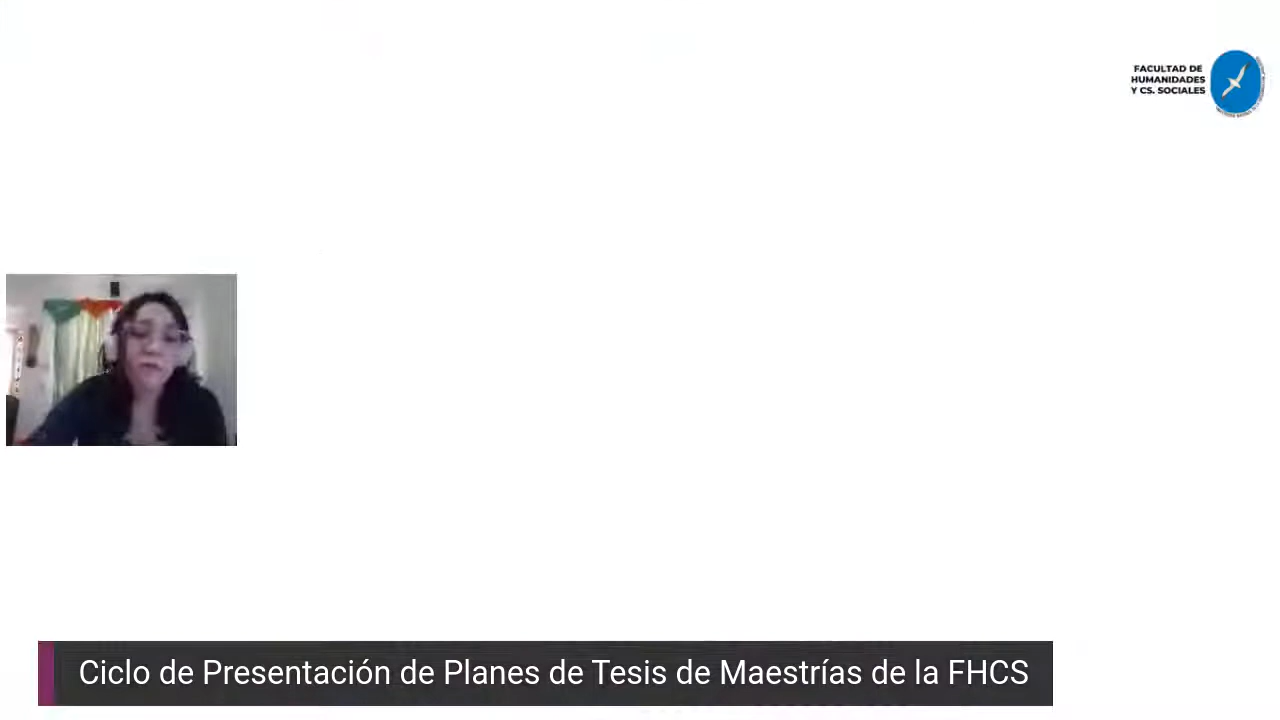 FACULTAD DE
HUMANIDADES
Y CS. SOCIALES
Ciclo de Presentación de Planes de Tesis de Maestrías de la FHCS